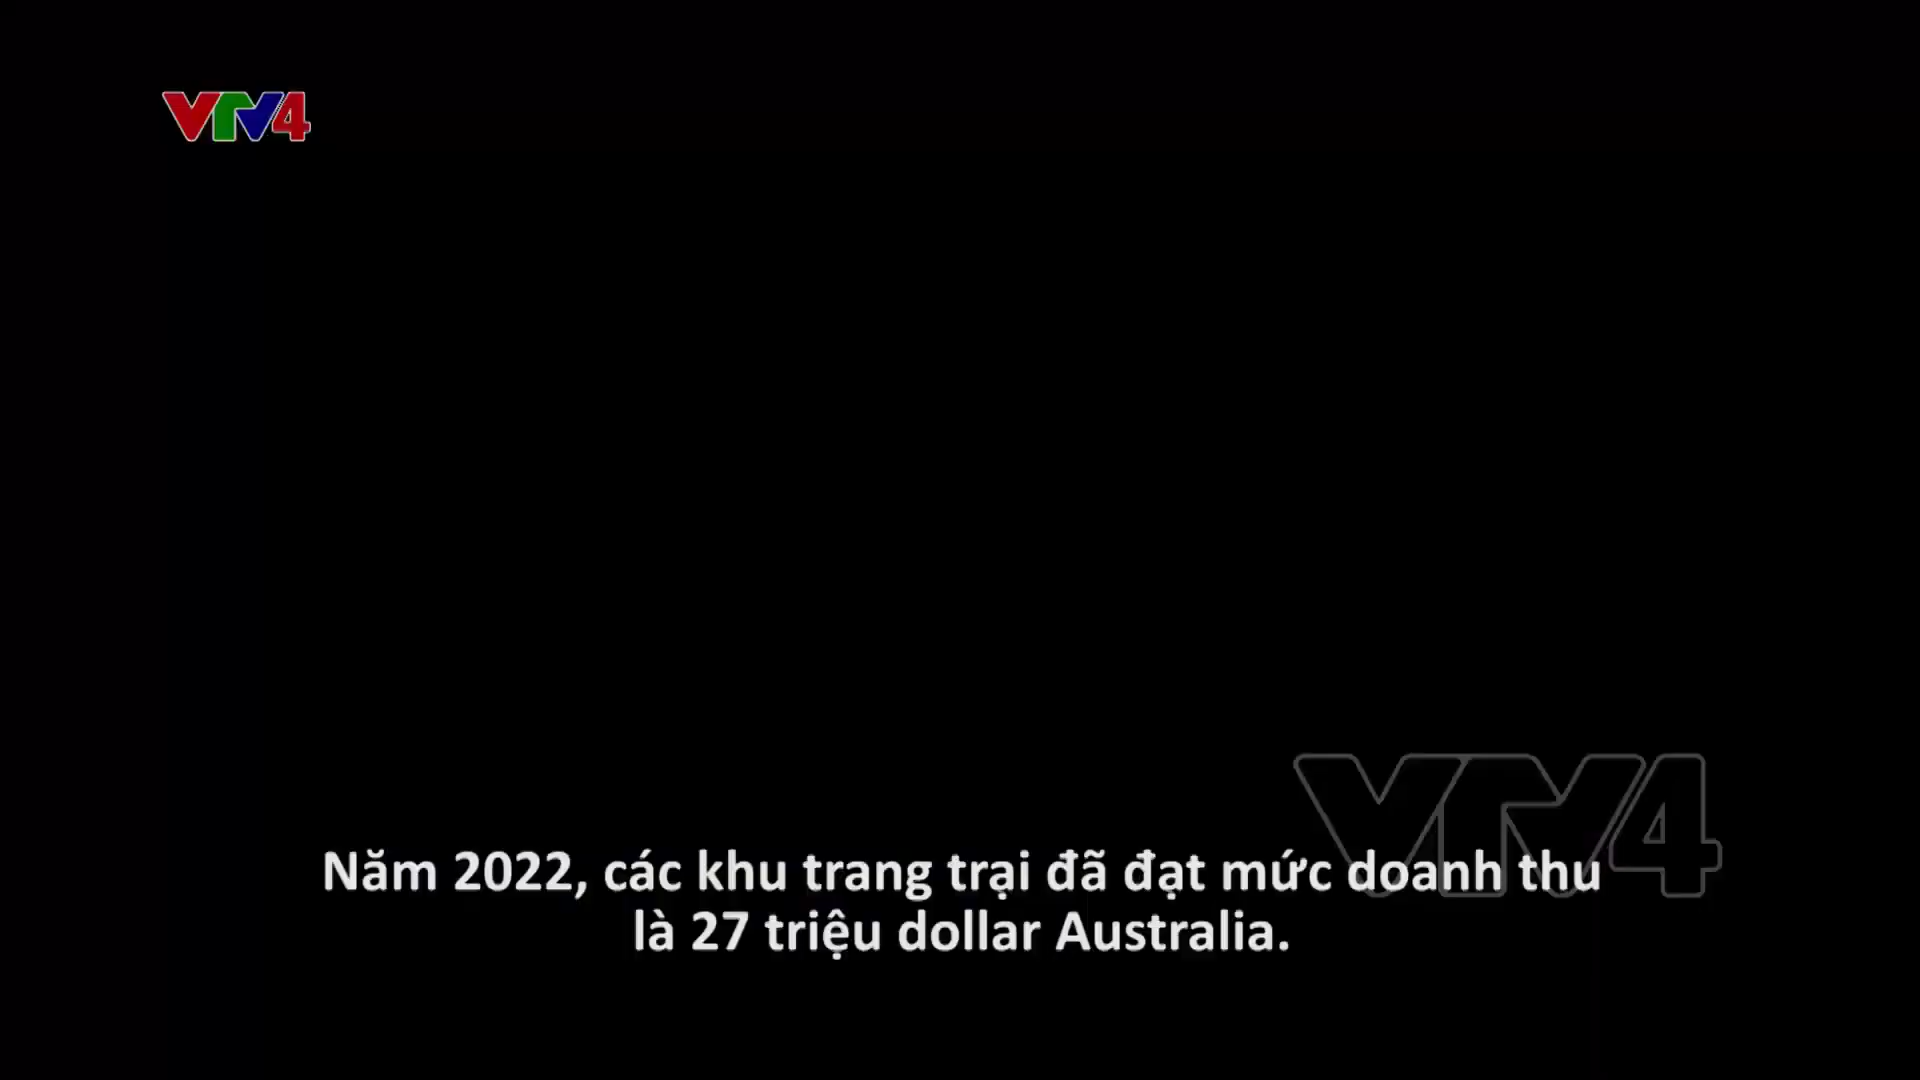 VTV4
VTV4
Năm 2022, các khu trang trại đã đạt mức doanh thu
là 27 triệu dollar Australia.